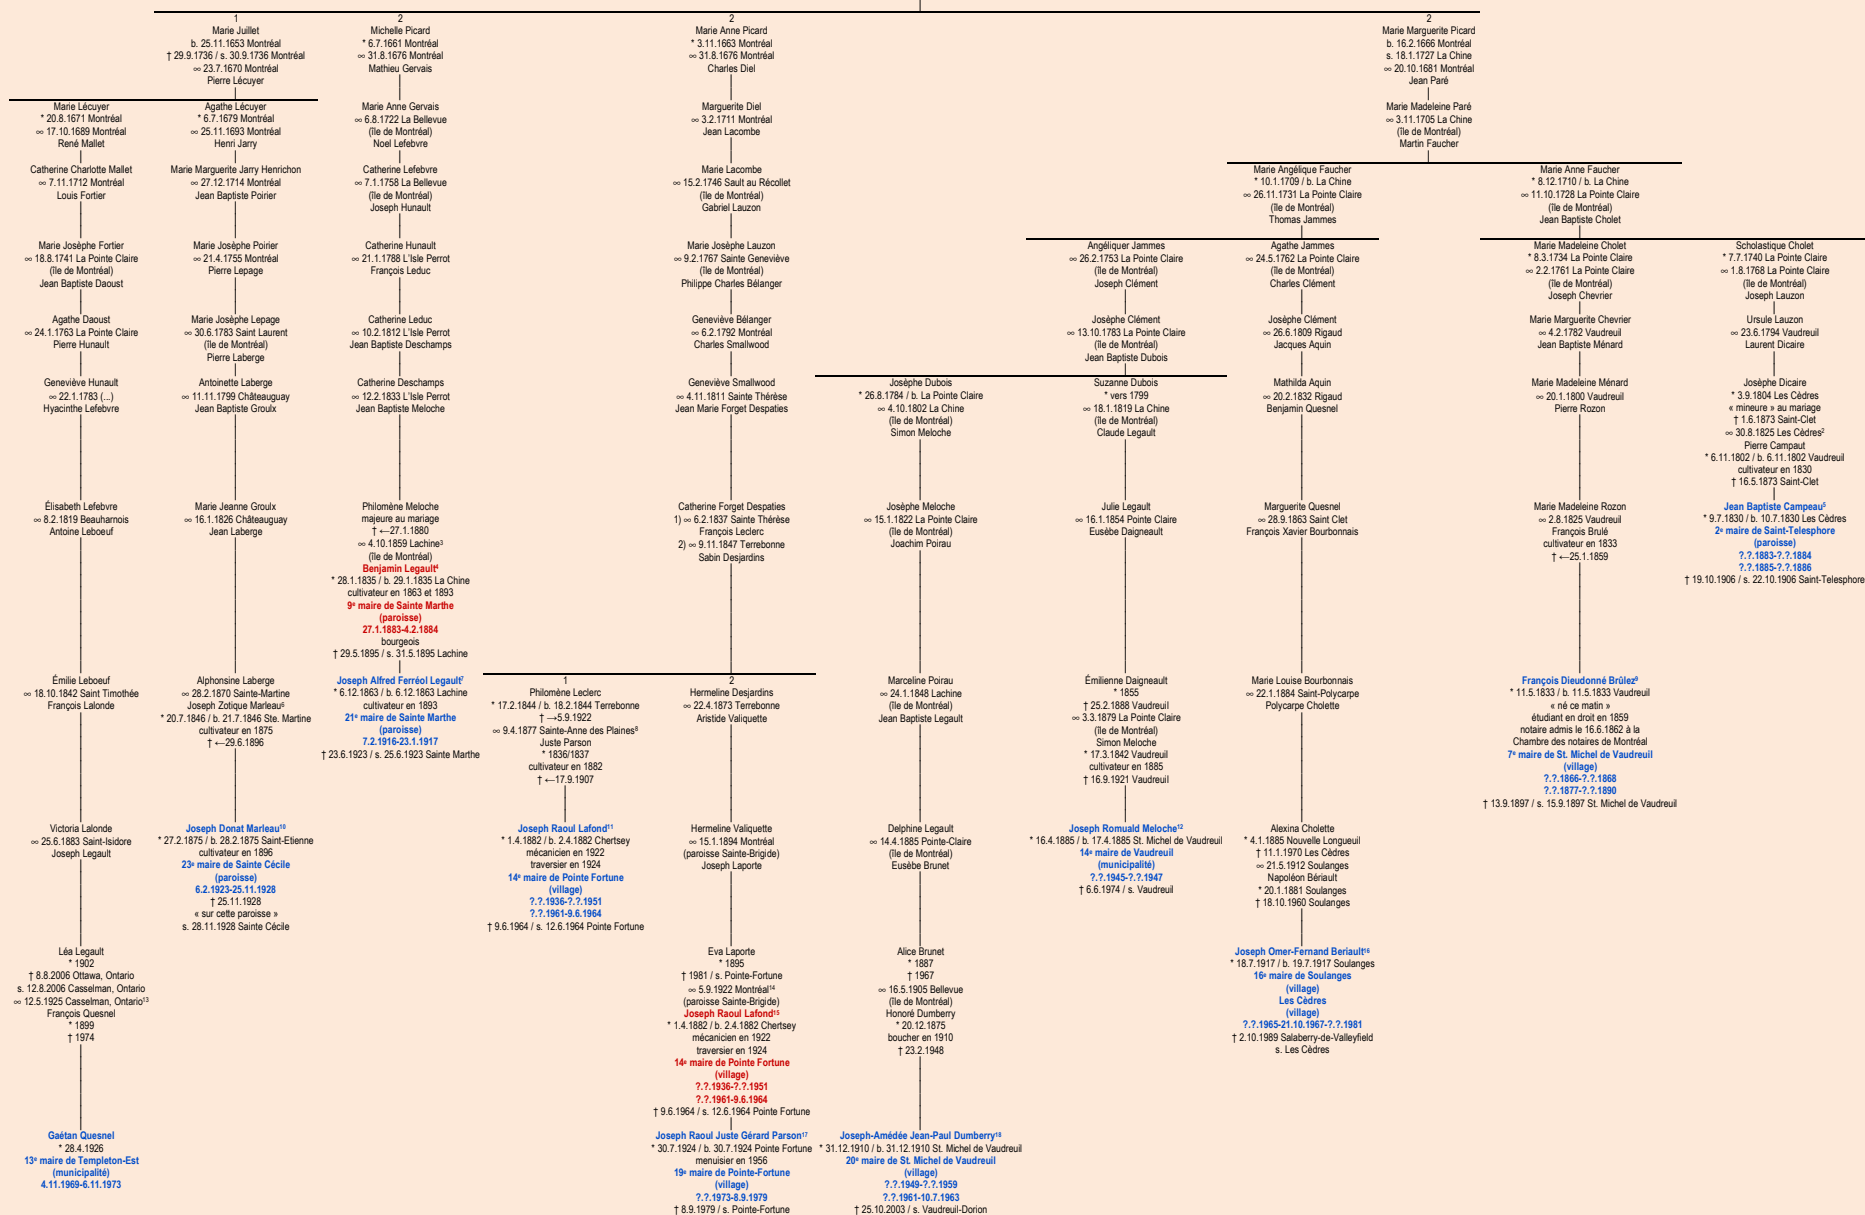 1
Marie Juillet
b. 25.11.1653 Montréal
† 29.9.1736 / s. 30.9.1736 Montréal
∞ 23.7.1670 Montréal
Pierre Lécuyer
2
Michelle Picard
* 6.7.1661 Montréal
∞ 31.8.1676 Montréal
Mathieu Gervais
2
Marie Anne Picard
* 3.11.1663 Montréal
∞ 31.8.1676 Montréal
Charles Diel
2
Marie Marguerite Picard
b. 16.2.1666 Montréal
s. 18.1.1727 La Chine
∞ 20.10.1681 Montréal
Jean Paré
Marie Lécuyer
* 20.8.1671 Montréal
∞ 17.10.1689 Montréal
René Mallet
Agathe Lécuyer
* 6.7.1679 Montréal
∞ 25.11.1693 Montréal
Henri Jarry
Marie Anne Gervais
∞ 6.8.1722 La Bellevue
(île de Montréal)
Noel Lefebvre
Marguerite Diel
∞ 3.2.1711 Montréal
Jean Lacombe
Marie Madeleine Paré
∞ 3.11.1705 La Chine
(île de Montréal)
Martin Faucher
Catherine Charlotte Mallet
∞ 7.11.1712 Montréal
Louis Fortier
Marie Marguerite Jarry Henrichon
∞ 27.12.1714 Montréal
Jean Baptiste Poirier
Catherine Lefebvre
∞ 7.1.1758 La Bellevue
(île de Montréal)
Joseph Hunault
Marie Lacombe
∞ 15.2.1746 Sault au Récollet
(île de Montréal)
Gabriel Lauzon
Marie Angélique Faucher
* 10.1.1709 / b. La Chine
∞ 26.11.1731 La Pointe Claire
(île de Montréal)
Thomas Jammes
Marie Anne Faucher
* 8.12.1710 / b. La Chine
∞ 11.10.1728 La Pointe Claire
(île de Montréal)
Jean Baptiste Cholet
Marie Josèphe Fortier
∞ 18.8.1741 La Pointe Claire
(île de Montréal)
Jean Baptiste Daoust
Marie Josèphe Poirier
∞ 21.4.1755 Montréal
Pierre Lepage
Catherine Hunault
∞ 21.1.1788 L'Isle Perrot
François Leduc
Marie Josèphe Lauzon
∞ 9.2.1767 Sainte Geneviève
(île de Montréal)
Philippe Charles Bélanger
Angéliquer Jammes
∞ 26.2.1753 La Pointe Claire
(île de Montréal)
Joseph Clément
Agathe Jammes
∞ 24.5.1762 La Pointe Claire
(île de Montréal)
Charles Clément
Marie Madeleine Cholet
* 8.3.1734 La Pointe Claire
∞ 2.2.1761 La Pointe Claire
(île de Montréal)
Joseph Chevrier
Scholastique Cholet
* 7.7.1740 La Pointe Claire
∞ 1.8.1768 La Pointe Claire
(île de Montréal)
Joseph Lauzon
Agathe Daoust
∞ 24.1.1763 La Pointe Claire
Pierre Hunault
Marie Josèphe Lepage
∞ 30.6.1783 Saint Laurent
(île de Montréal)
Pierre Laberge
Catherine Leduc
∞ 10.2.1812 L'Isle Perrot
Jean Baptiste Deschamps
Geneviève Bélanger
∞ 6.2.1792 Montréal
Charles Smallwood
Josèphe Clément
∞ 13.10.1783 La Pointe Claire
(île de Montréal)
Jean Baptiste Dubois
Josèphe Clément
∞ 26.6.1809 Rigaud
Jacques Aquin
Marie Marguerite Chevrier
∞ 4.2.1782 Vaudreuil
Jean Baptiste Ménard
Ursule Lauzon
∞ 23.6.1794 Vaudreuil
Laurent Dicaire
Geneviève Hunault
∞ 22.1.1783 (...)
Hyacinthe Lefebvre
Antoinette Laberge
∞ 11.11.1799 Châteauguay
Jean Baptiste Groulx
Catherine Deschamps
∞ 12.2.1833 L'Isle Perrot
Jean Baptiste Meloche
Geneviève Smallwood
∞ 4.11.1811 Sainte Thérèse
Jean Marie Forget Despaties
Josèphe Dubois
* 26.8.1784 / b. La Pointe Claire
∞ 4.10.1802 La Chine
(île de Montréal)
Simon Meloche
Suzanne Dubois
* vers 1799
∞ 18.1.1819 La Chine
(île de Montréal)
Claude Legault
Mathilda Aquin
∞ 20.2.1832 Rigaud
Benjamin Quesnel
Marie Madeleine Ménard
∞ 20.1.1800 Vaudreuil
Pierre Rozon
Josèphe Dicaire
* 3.9.1804 Les Cèdres
« mineure » au mariage
† 1.6.1873 Saint-Clet
∞ 30.8.1825 Les Cèdres²
Pierre Campaut
* 6.11.1802 / b. 6.11.1802 Vaudreuil
cultivateur en 1830
† 16.5.1873 Saint-Clet
Élisabeth Lefebvre
∞ 8.2.1819 Beauharnois
Antoine Leboeuf
Marie Jeanne Groulx
∞ 16.1.1826 Châteauguay
Jean Laberge
Philomène Meloche
majeure au mariage
† ←27.1.1880
∞ 4.10.1859 Lachine³
(île de Montréal)
Benjamin Legault⁴
* 28.1.1835 / b. 29.1.1835 La Chine
cultivateur en 1863 et 1893
9ᵉ maire de Sainte Marthe
(paroisse)
27.1.1883-4.2.1884
bourgeois
† 29.5.1895 / s. 31.5.1895 Lachine
Catherine Forget Despaties
1) ∞ 6.2.1837 Sainte Thérèse
François Leclerc
2) ∞ 9.11.1847 Terrebonne
Sabin Desjardins
Josèphe Meloche
∞ 15.1.1822 La Pointe Claire
(île de Montréal)
Joachim Poirau
Julie Legault
∞ 16.1.1854 Pointe Claire
Eusèbe Daigneault
Marguerite Quesnel
∞ 28.9.1863 Saint Clet
François Xavier Bourbonnais
Marie Madeleine Rozon
∞ 2.8.1825 Vaudreuil
François Brulé
cultivateur en 1833
† ←25.1.1859
Jean Baptiste Campeau⁵
* 9.7.1830 / b. 10.7.1830 Les Cèdres
2ᵉ maire de Saint-Telesphore
(paroisse)
?.?.1883-?.?.1884
?.?.1885-?.?.1886
† 19.10.1906 / s. 22.10.1906 Saint-Telesphore
Émilie Leboeuf
∞ 18.10.1842 Saint Timothée
François Lalonde
Alphonsine Laberge
∞ 28.2.1870 Sainte-Martine
Joseph Zotique Marleau⁶
* 20.7.1846 / b. 21.7.1846 Ste. Martine
cultivateur en 1875
† ←29.6.1896
Joseph Alfred Ferréol Legault⁷
* 6.12.1863 / b. 6.12.1863 Lachine
cultivateur en 1893
21ᵉ maire de Sainte Marthe
(paroisse)
7.2.1916-23.1.1917
† 23.6.1923 / s. 25.6.1923 Sainte Marthe
1
Philomène Leclerc
* 17.2.1844 / b. 18.2.1844 Terrebonne
† →5.9.1922
∞ 9.4.1877 Sainte-Anne des Plaines⁸
Juste Parson
* 1836/1837
cultivateur en 1882
† ←17.9.1907
2
Hermeline Desjardins
∞ 22.4.1873 Terrebonne
Aristide Valiquette
Marceline Poirau
∞ 24.1.1848 Lachine
(île de Montréal)
Jean Baptiste Legault
Émilienne Daigneault
* 1855
† 25.2.1888 Vaudreuil
∞ 3.3.1879 La Pointe Claire
(île de Montréal)
Simon Meloche
* 17.3.1842 Vaudreuil
cultivateur en 1885
† 16.9.1921 Vaudreuil
Marie Louise Bourbonnais
∞ 22.1.1884 Saint-Polycarpe
Polycarpe Cholette
François Dieudonné Brûlez⁹
* 11.5.1833 / b. 11.5.1833 Vaudreuil
« né ce matin »
étudiant en droit en 1859
notaire admis le 16.6.1862 à la
Chambre des notaires de Montréal
7ᵉ maire de St. Michel de Vaudreuil
(village)
?.?.1866-?.?.1868
?.?.1877-?.?.1890
† 13.9.1897 / s. 15.9.1897 St. Michel de Vaudreuil
Victoria Lalonde
∞ 25.6.1883 Saint-Isidore
Joseph Legault
Joseph Donat Marleau¹⁰
* 27.2.1875 / b. 28.2.1875 Saint-Etienne
cultivateur en 1896
23ᵉ maire de Sainte Cécile
(paroisse)
6.2.1923-25.11.1928
† 25.11.1928
« sur cette paroisse »
s. 28.11.1928 Sainte Cécile
Joseph Raoul Lafond¹¹
* 1.4.1882 / b. 2.4.1882 Chertsey
mécanicien en 1922
traversier en 1924
14ᵉ maire de Pointe Fortune
(village)
?.?.1936-?.?.1951
?.?.1961-9.6.1964
† 9.6.1964 / s. 12.6.1964 Pointe Fortune
Hermeline Valiquette
∞ 15.1.1894 Montréal
(paroisse Sainte-Brigide)
Joseph Laporte
Delphine Legault
∞ 14.4.1885 Pointe-Claire
(île de Montréal)
Eusèbe Brunet
Joseph Romuald Meloche¹²
* 16.4.1885 / b. 17.4.1885 St. Michel de Vaudreuil
14ᵉ maire de Vaudreuil
(municipalité)
?.?.1945-?.?.1947
† 6.6.1974 / s. Vaudreuil
Alexina Cholette
* 4.1.1885 Nouvelle Longueuil
† 11.1.1970 Les Cèdres
∞ 21.5.1912 Soulanges
Napoléon Bériault
* 20.1.1881 Soulanges
† 18.10.1960 Soulanges
Léa Legault
* 1902
† 8.8.2006 Ottawa, Ontario
s. 12.8.2006 Casselman, Ontario
∞ 12.5.1925 Casselman, Ontario¹³
François Quesnel
* 1899
† 1974
Eva Laporte
* 1895
† 1981 / s. Pointe-Fortune
∞ 5.9.1922 Montréal¹⁴
(paroisse Sainte-Brigide)
Joseph Raoul Lafond¹⁵
* 1.4.1882 / b. 2.4.1882 Chertsey
mécanicien en 1922
traversier en 1924
14ᵉ maire de Pointe Fortune
(village)
?.?.1936-?.?.1951
?.?.1961-9.6.1964
† 9.6.1964 / s. 12.6.1964 Pointe Fortune
Alice Brunet
* 1887
† 1967
∞ 16.5.1905 Bellevue
(île de Montréal)
Honoré Dumberry
* 20.12.1875
boucher en 1910
† 23.2.1948
Joseph Omer-Fernand Beriault¹⁶
* 18.7.1917 / b. 19.7.1917 Soulanges
16ᵉ maire de Soulanges
(village)
Les Cèdres
(village)
?.?.1965-21.10.1967-?.?.1981
† 2.10.1989 Salaberry-de-Valleyfield
s. Les Cèdres
Gaétan Quesnel
* 28.4.1926
13ᵉ maire de Templeton-Est
(municipalité)
4.11.1969-6.11.1973
Joseph Raoul Juste Gérard Parson¹⁷
* 30.7.1924 / b. 30.7.1924 Pointe Fortune
menuisier en 1956
19ᵉ maire de Pointe-Fortune
(village)
?.?.1973-8.9.1979
† 8.9.1979 / s. Pointe-Fortune
Joseph-Amédée Jean-Paul Dumberry¹⁸
* 31.12.1910 / b. 31.12.1910 St. Michel de Vaudreuil
20ᵉ maire de St. Michel de Vaudreuil
(village)
?.?.1949-?.?.1959
?.?.1961-10.7.1963
† 25.10.2003 / s. Vaudreuil-Dorion